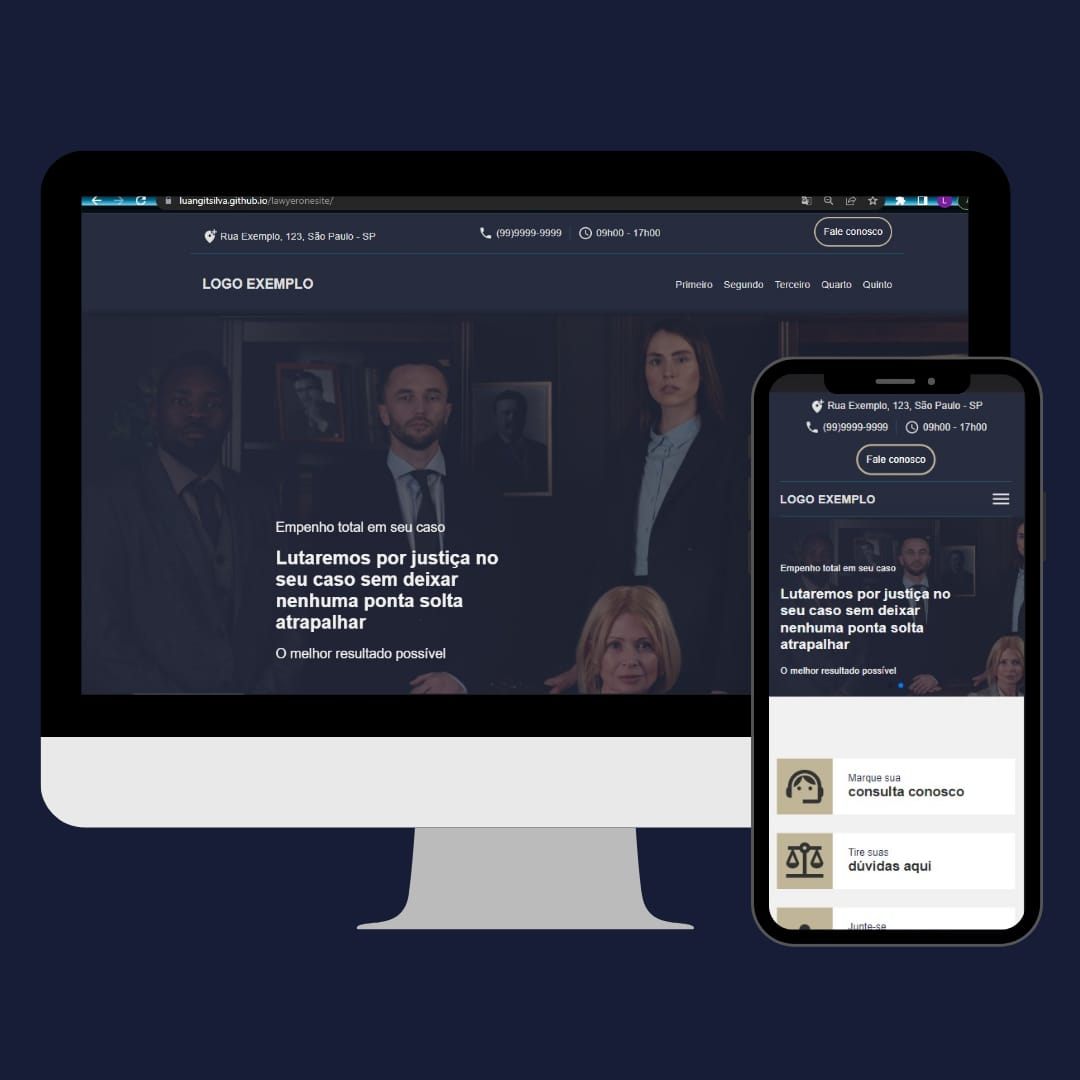 luangitsilva.github.io/lawyeronesite/
L
Rua Exemplo, 123, São Paulo - SP
(99)9999-9999
09h00 - 17h00
Fale conosco
LOGO EXEMPLO
Primeiro Segundo Terceiro Quarto Quinto
Empenho total em seu caso
Lutaremos por justiça no
seu caso sem deixar
nenhuma ponta solta
atrapalhar
O melhor resultado possível
Rua Exemplo, 123, São Paulo - SP
(99)9999-9999
09h00 - 17h00
Fale conosco
LOGO EXEMPLO
Empenho total em seu caso
Lutaremos por justiça no
seu caso sem deixar
nenhuma ponta solta
atrapalhar
O melhor resultado possível
Marque sua
consulta conosco
Tire suas
dúvidas aqui
Junte-se